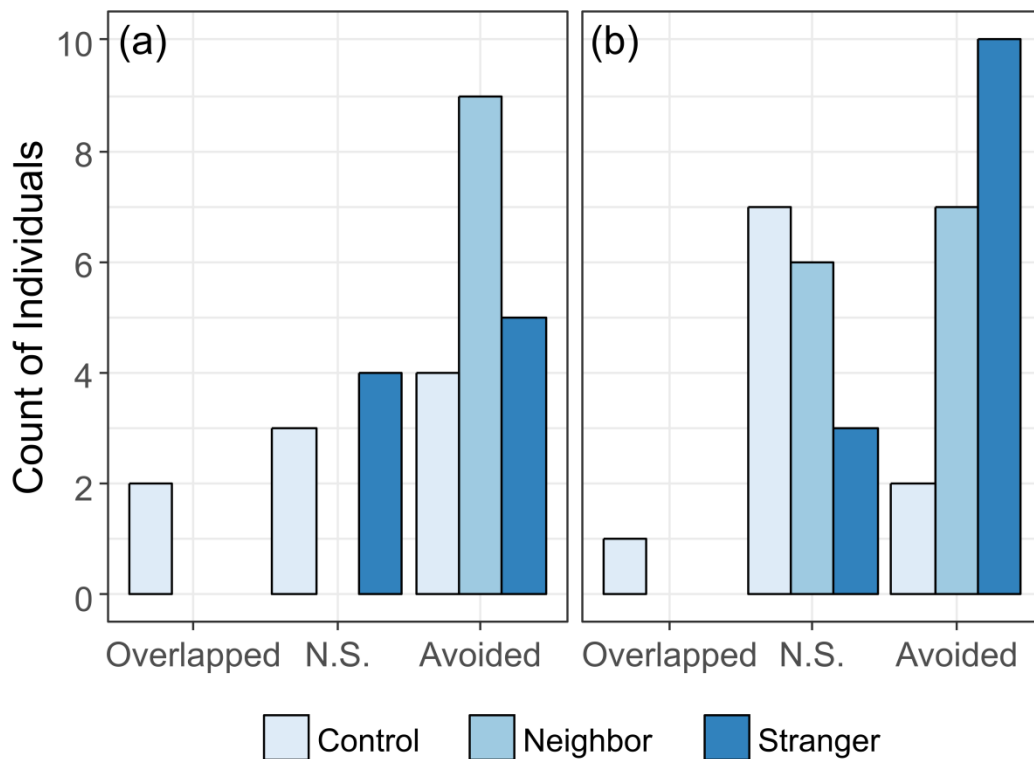 Count of Individuals
10
8
6
4
2
0
(a)
(b)
Overlapped N.S. Avoided
Overlapped N.S. Avoided
Control Neighbor Stranger